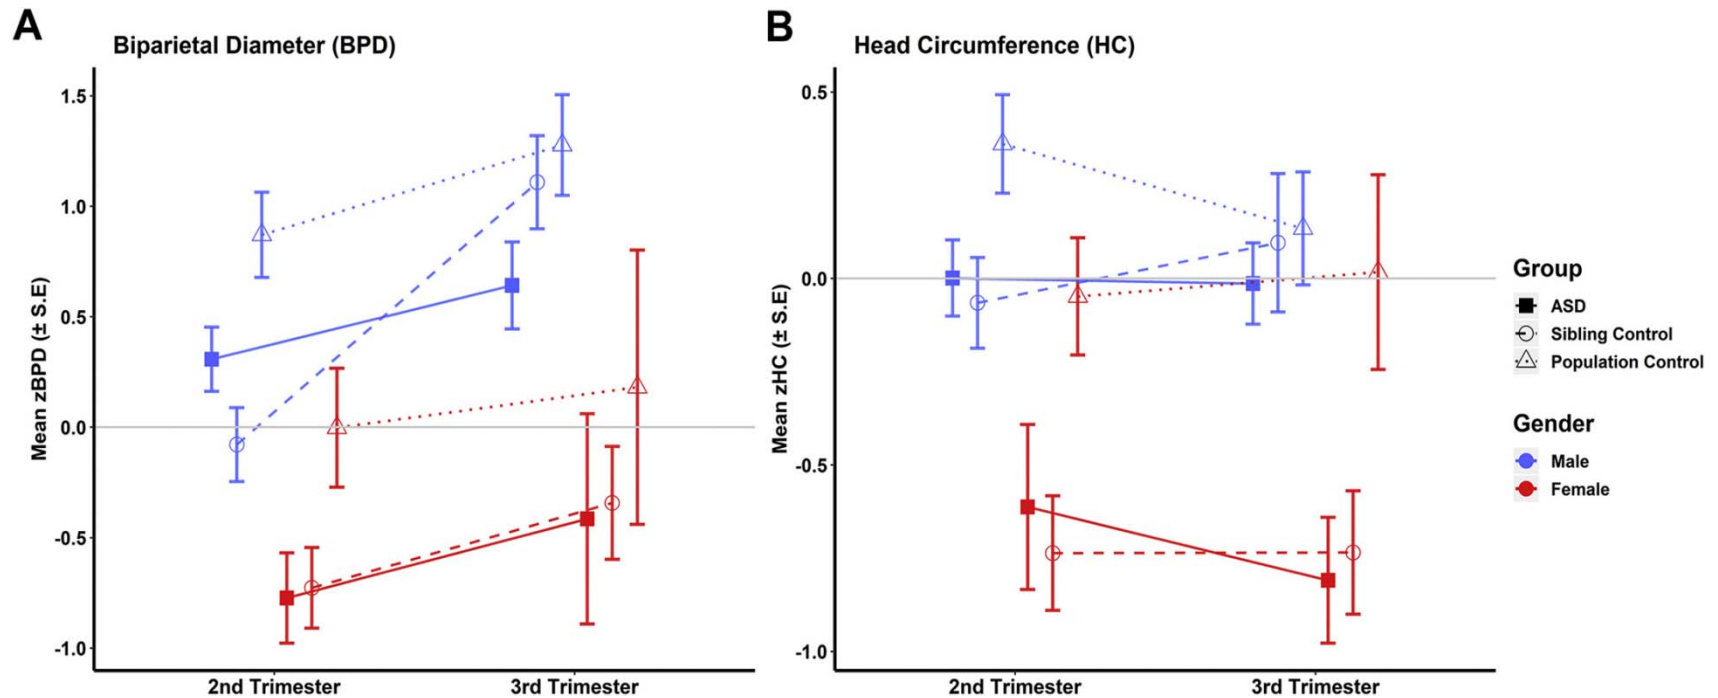 A
Biparietal Diameter (BPD)
Mean zBPD (± S.E)
1.5
1.0
0.5
0.0
-0.5
-1.0
2nd Trimester
3rd Trimester
B
Head Circumference (HC)
Mean zHC (± S.E)
0.5
0.0
-0.5
-1.0
2nd Trimester
3rd Trimester
Group
ASD
Sibling Control
Population Control
Gender
Male
Female